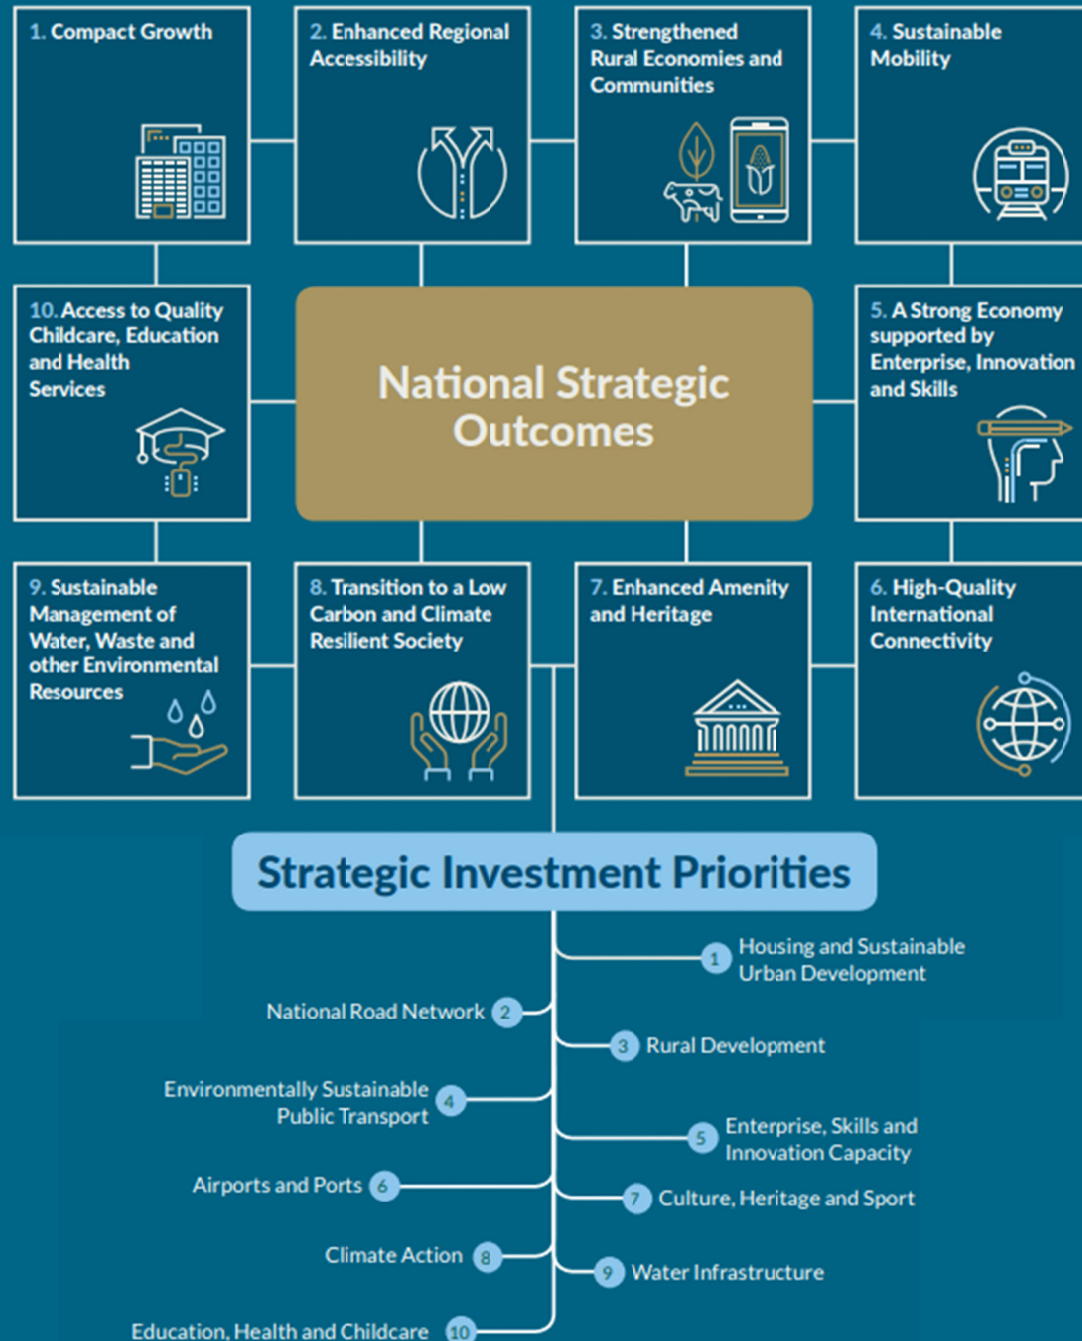 1. Compact Growth
2. Enhanced Regional
Accessibility
3. Strengthened
Rural Economies and
Communities
4. Sustainable
Mobility
10. Access to Quality
Childcare, Education
and Health
Services
National Strategic
Outcomes
5. A Strong Economy
supported by
Enterprise, Innovation
and Skills
9. Sustainable
Management of
Water, Waste and
other Environmental
Resources
8. Transition to a Low
Carbon and Climate
Resilient Society
7. Enhanced Amenity
and Heritage
6. High-Quality
International
Connectivity
Strategic Investment Priorities
1 Housing and Sustainable
Urban Development
National Road Network 2
3 Rural Development
Environmentally Sustainable
Public Transport 4
5 Enterprise, Skills and
Innovation Capacity
Airports and Ports 6
7 Culture, Heritage and Sport
Climate Action 8
9 Water Infrastructure
Education, Health and Childcare 10